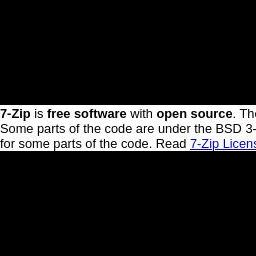 7-Zip is free software with open source. The
Some parts of the code are under the BSD 3-
for some parts of the code. Read 7-Zip Licens